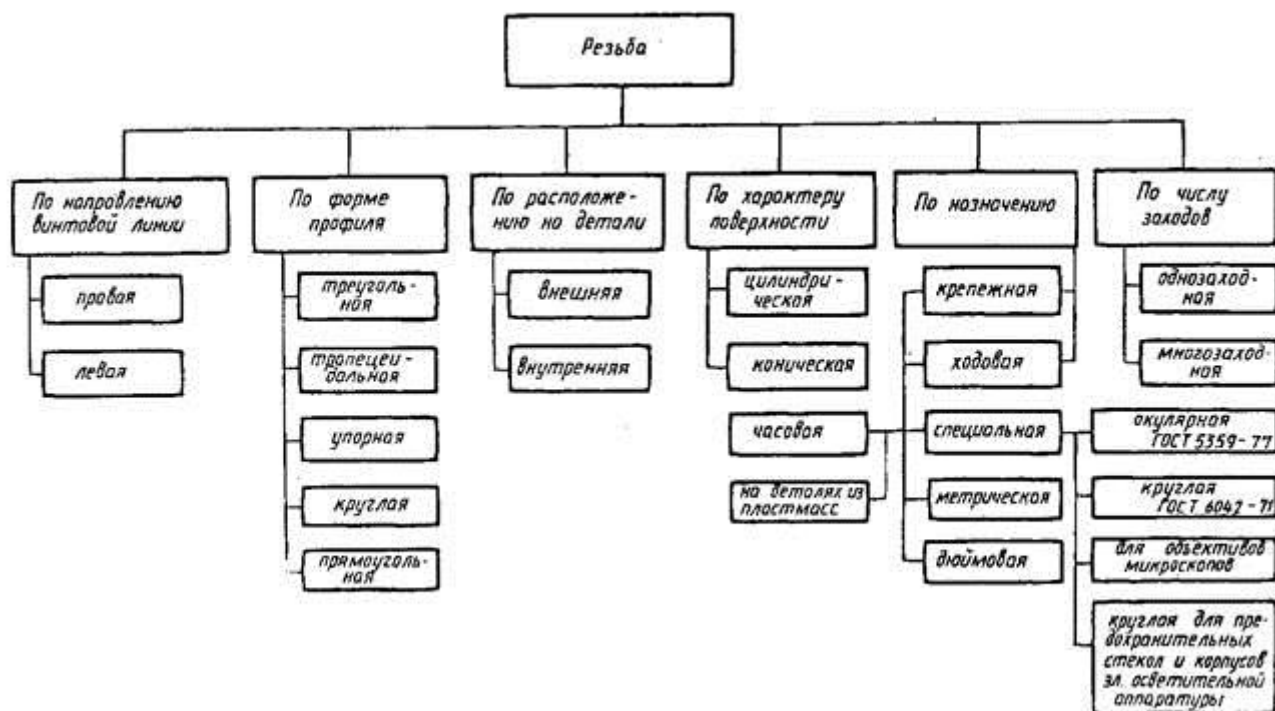 Резьба
По направлению
винтовой линии
правая
левая
По форме
профиля
треуголь-
ная
трапецеи-
дальная
упорная
круглая
прямоуголь-
ная
По расположе-
нию на детали
внешняя
внутренняя
По характеру
поверхности
цилиндри-
ческая
коническая
По назначению
крепежная
ходовая
специальная
метрическая
дюймовая
часовая
на деталях из
пластмасс
окулярная
ГОСТ 5359-77
круглая
ГОСТ 6042-71
для объективов
микроскопов
круглая для пре-
дохранительных
стекол и корпусов
эл. осветительной
аппаратуры
По числу
заходов
однозаход-
ная
многозаход-
ная